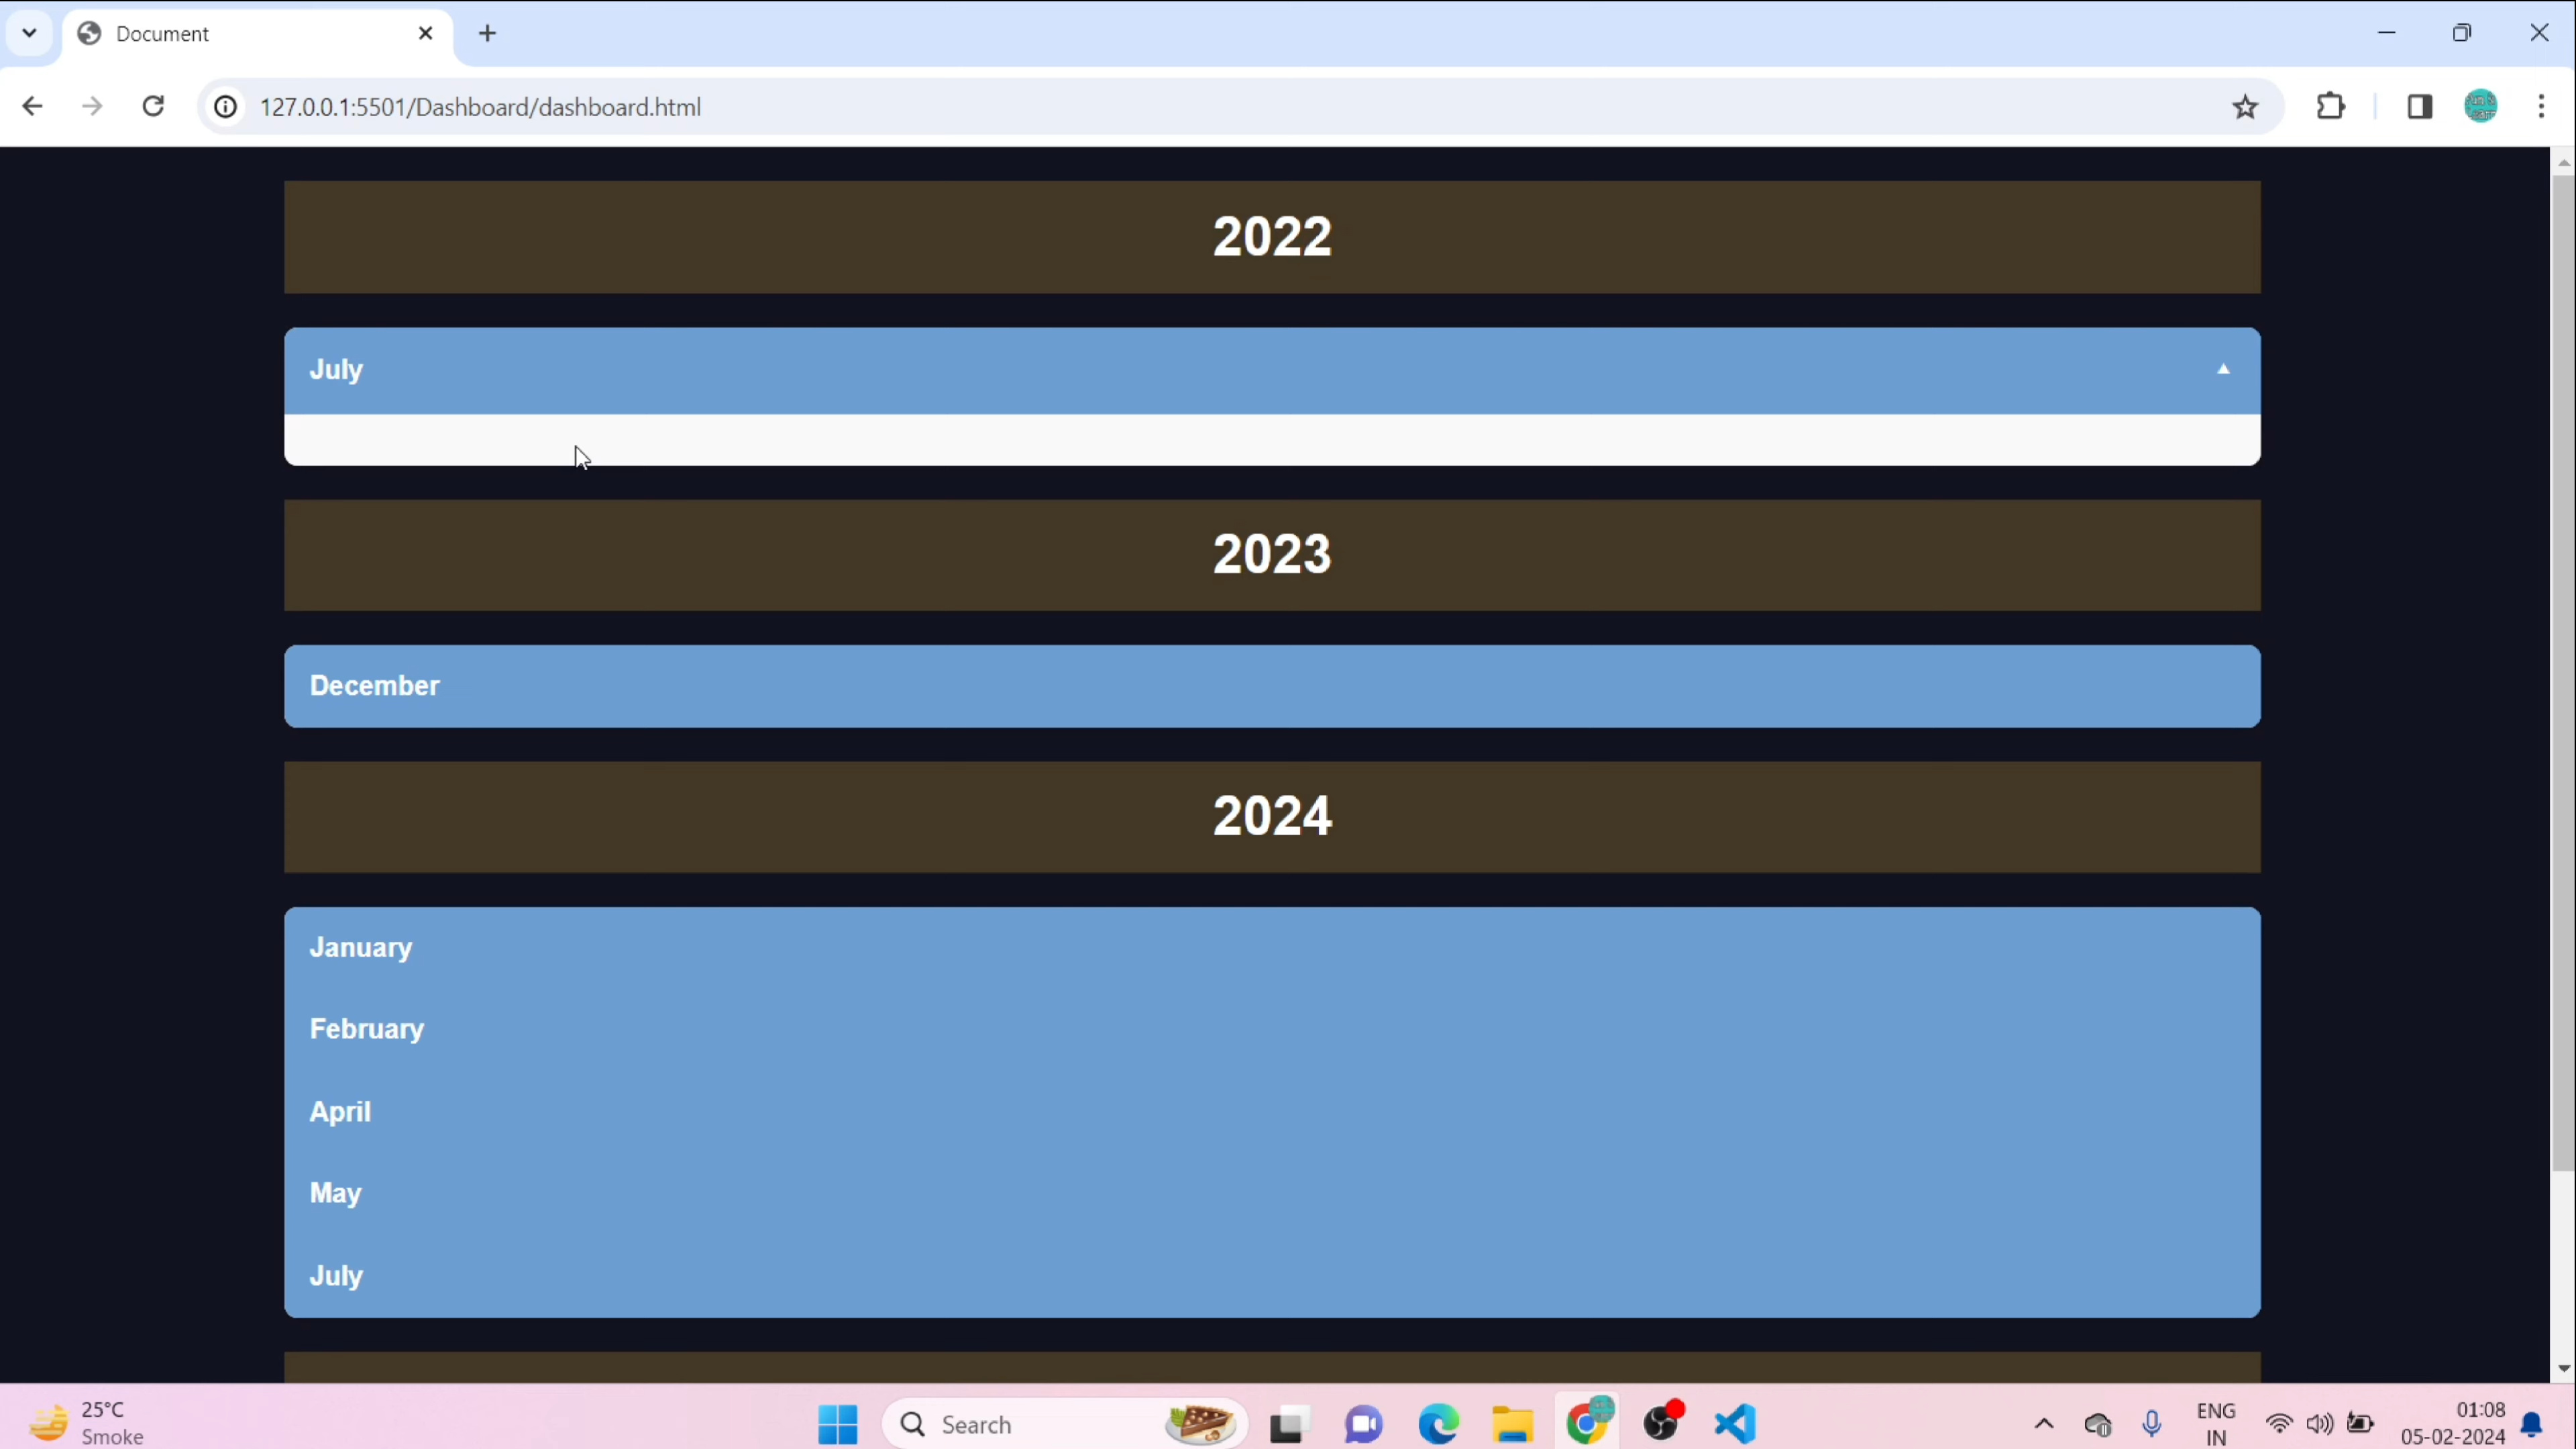 Document
127.0.0.1:5501/Dashboard/dashboard.html
2022
July
2023
December
2024
January
February
April
May
July
25°C
Smoke
Search
ENG
IN
01:08
05-02-2024